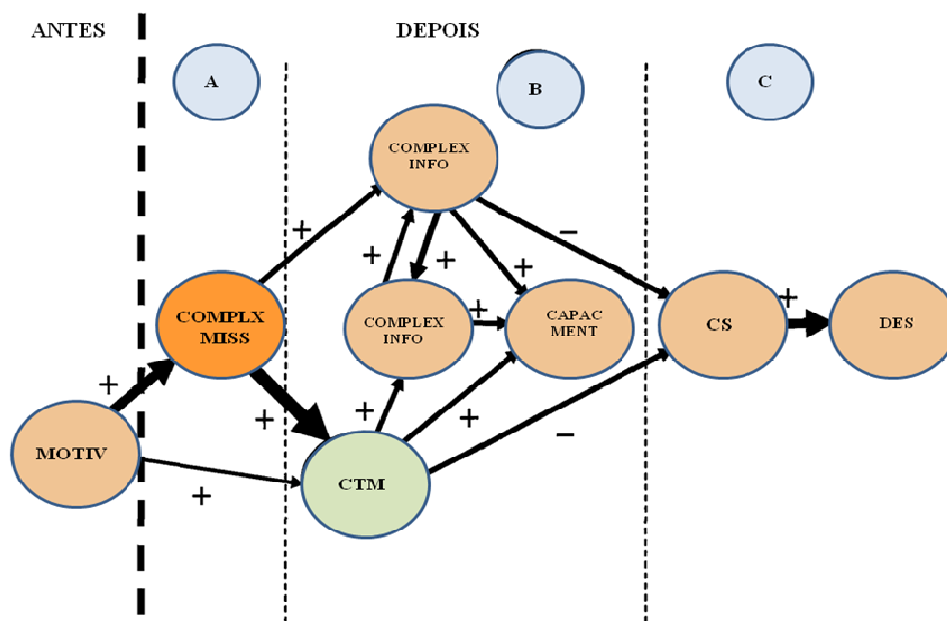 ANTES
DEPOIS
A
B
C
COMPLEX
INFO
+
−
+
+
+
COMPLX
MISS
COMPLEX
INFO
+
CAPAC
MENT
CS
+
DES
+
+
+
+
−
MOTIV
CTM
+